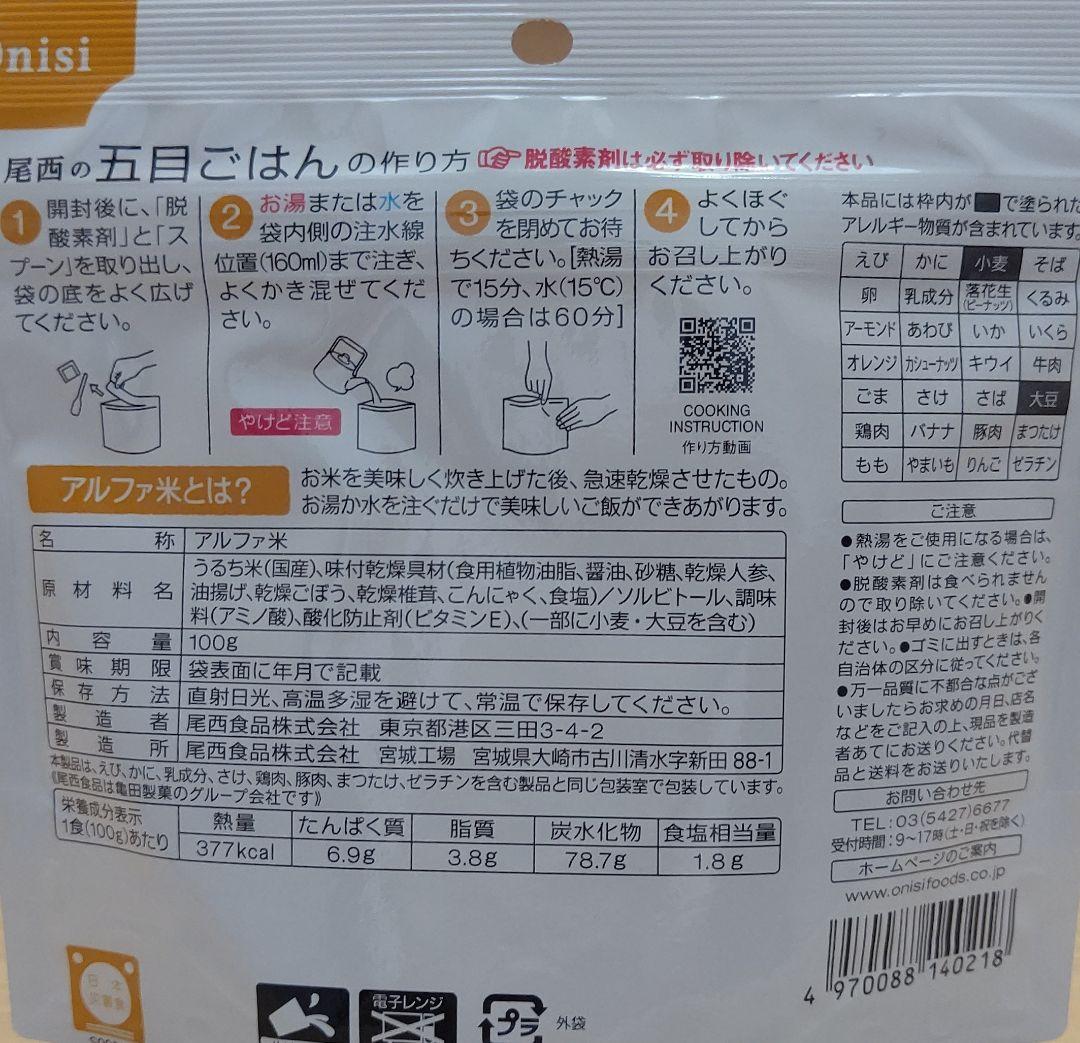 Onisi
尾西の五目ごはんの作り方 脱酸素剤は必ず取り除いてください
1 開封後に、「脱
酸素剤」と「ス
プーン」を取り出し、
袋の底をよく広げ
てください。
2 お湯または水を
袋内側の注水線
位置(160ml)まで注ぎ、
よくかき混ぜてくだ
さい。
やけど注意
3 袋のチャック
を閉めてお待
ちください。[熱湯
で15分、水(15℃)
の場合は60分]
4 よくほぐ
してから
お召し上がり
ください。
COOKING
INSTRUCTION
作り方動画
本品には枠内が■で塗られた
アレルギー物質が含まれています。
えび かに 小麦 そば
卵 乳成分 落花生(ピーナッツ) くるみ
アーモンド あわび いか いくら
オレンジ カシューナッツ キウイ 牛肉
ごま さけ さば 大豆
鶏肉 バナナ 豚肉 まつたけ
もも やまいも りんご ゼラチン
アルファ米とは?
お米を美味しく炊き上げた後、急速乾燥させたもの。
お湯か水を注ぐだけで美味しいご飯ができあがります。
名称 アルファ米
原材料名 うるち米(国産)、味付乾燥具材(食用植物油脂、醤油、砂糖、乾燥人参、
油揚げ、乾燥ごぼう、乾燥椎茸、こんにゃく、食塩)/ソルビトール、調味
料(アミノ酸)、酸化防止剤(ビタミンE)、(一部に小麦・大豆を含む)
内容量 100g
賞味期限 袋表面に年月で記載
保存方法 直射日光、高温多湿を避けて、常温で保存してください。
製造者 尾西食品株式会社 東京都港区三田3-4-2
製造所 尾西食品株式会社 宮城工場 宮城県大崎市古川清水字新田88-1
本製品は、えび、かに、乳成分、さけ、鶏肉、豚肉、まつたけ、ゼラチンを含む製品と同じ包装室で包装しています。
《尾西食品は亀田製菓のグループ会社です》
栄養成分表示
1食(100g)あたり
熱量 たんぱく質 脂質 炭水化物 食塩相当量
377kcal 6.9g 3.8g 78.7g 1.8g
ご注意
●熱湯をご使用になる場合は、
「やけど」にご注意ください。
●脱酸素剤は食べられません
ので取り除いてください。●開
封後はお早めにお召し上がりく
ださい。●ゴミに出すときは、各
自治体の区分に従ってください。
●万一品質に不都合な点がござ
いましたらお求めの月日、店名
などをご記入の上、現品を製造
者あてにお送りください。代替
品と送料をお送りいたします。
お問い合わせ先
TEL:03(5427)6677
受付時間:9~17時(土・日・祝を除く)
ホームページのご案内
www.onisifoods.co.jp
4 970088 140218
日本
災害食
電子レンジ
プラ 外袋